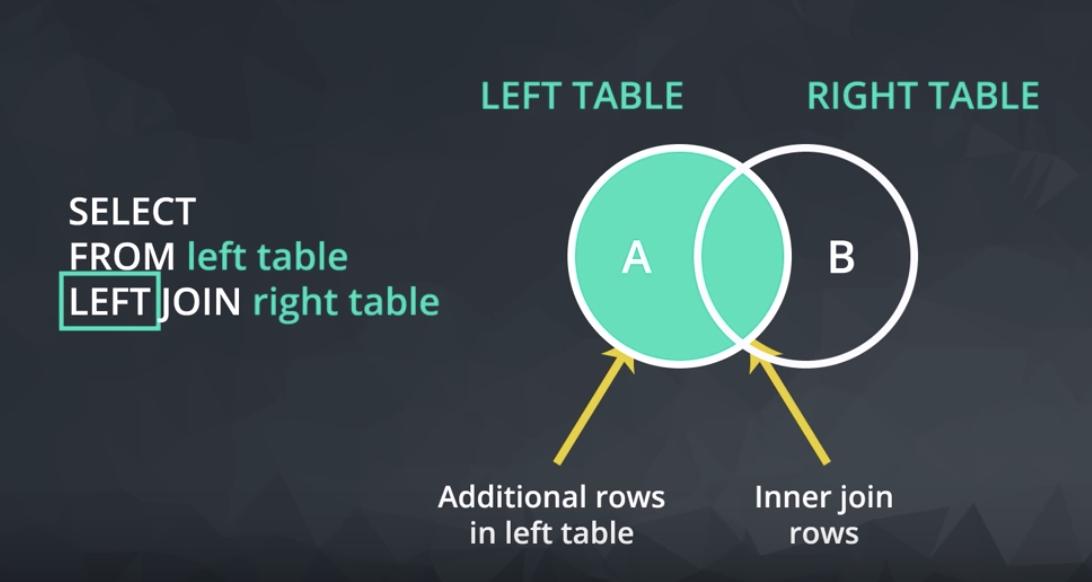 LEFT TABLE
RIGHT TABLE
SELECT
FROM left table
LEFT JOIN right table
A
B
Additional rows
in left table
Inner join
rows